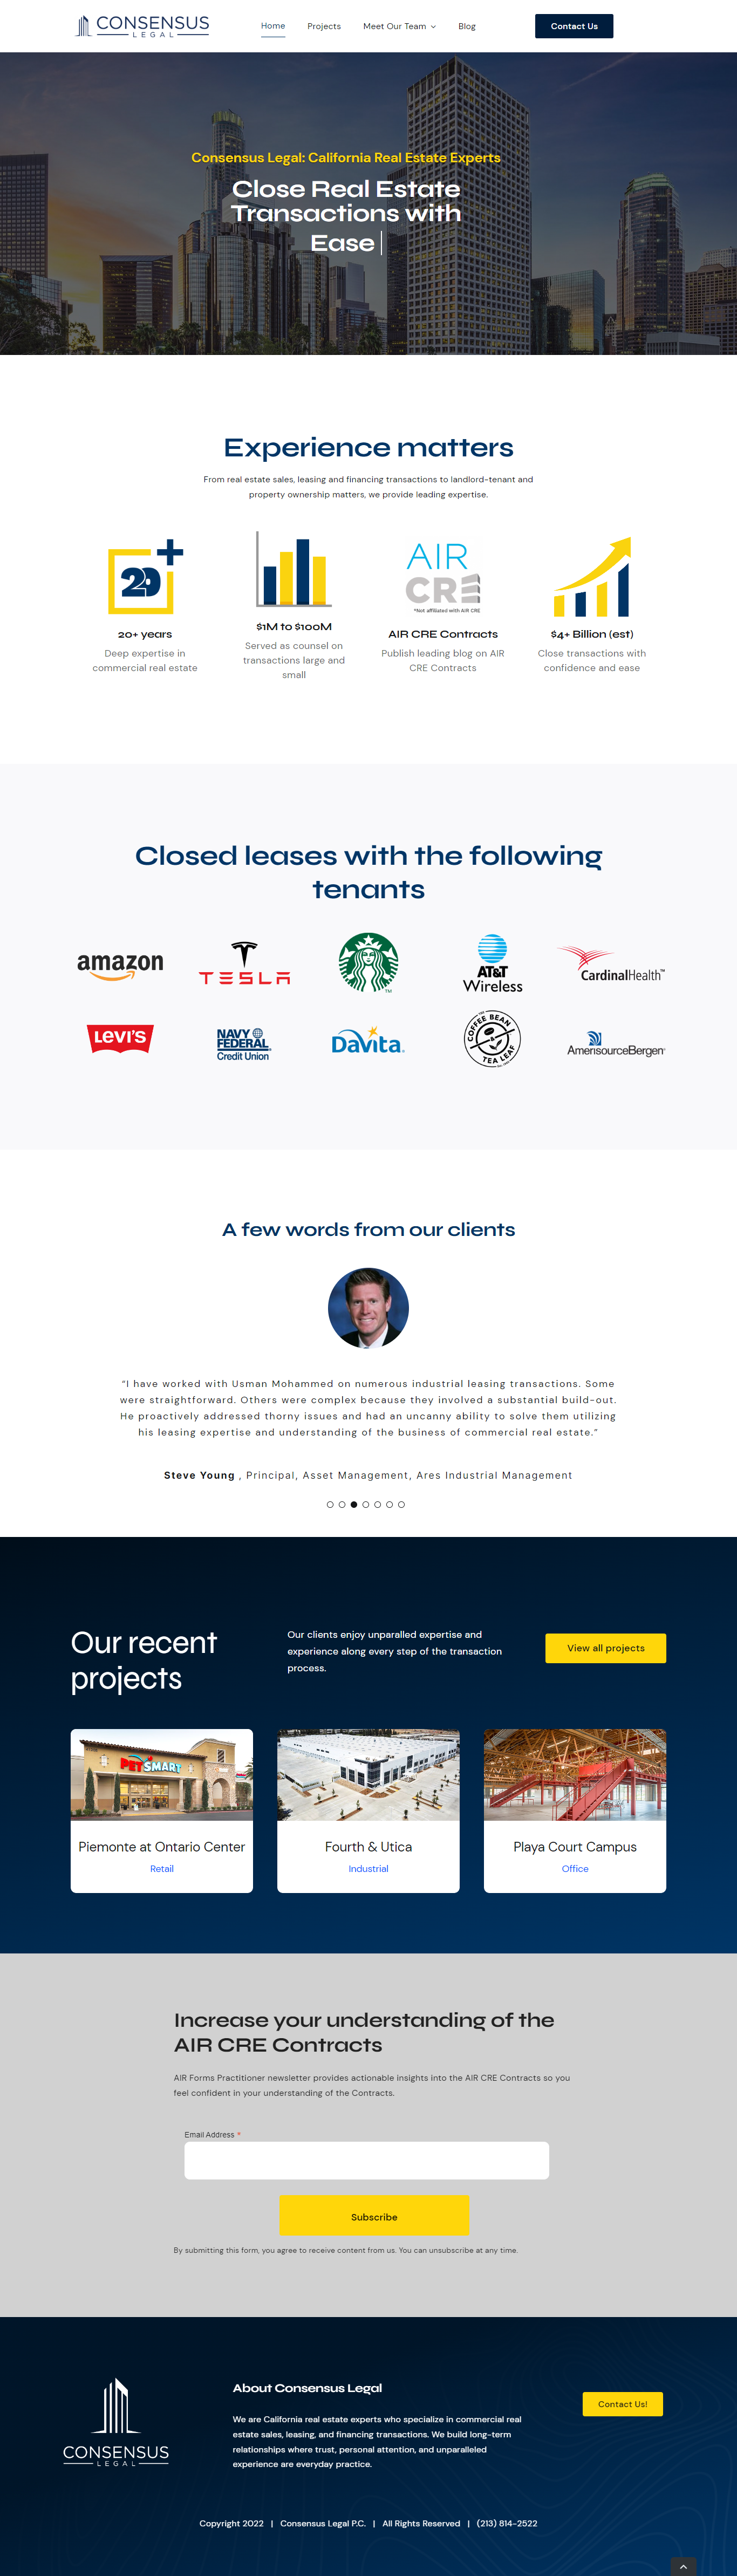 CONSENSUS
LEGAL
Home
Projects
Meet Our Team
Blog
Contact Us
Consensus Legal: California Real Estate Experts
Close Real Estate
Transactions with
Ease
Experience matters
From real estate sales, leasing and financing transactions to landlord-tenant and
property ownership matters, we provide leading expertise.
20
20+ years
Deep expertise in
commercial real estate
$1M to $100M
Served as counsel on
transactions large and
small
AIR
CRE
*Not affiliated with AIR CRE
AIR CRE Contracts
Publish leading blog on AIR
CRE Contracts
$4+ Billion (est)
Close transactions with
confidence and ease
Closed leases with the following
tenants
amazon
TESLA
TM
AT&T
Wireless
CardinalHealth™
LEVI'S
NAVY
FEDERAL
Credit Union
DaVita.
THE
COFFEE BEAN
& TEA LEAF
AmerisourceBergen
A few words from our clients
“I have worked with Usman Mohammed on numerous industrial leasing transactions. Some
were straightforward. Others were complex because they involved a substantial build-out.
He proactively addressed thorny issues and had an uncanny ability to solve them utilizing
his leasing expertise and understanding of the business of commercial real estate.”
Steve Young , Principal, Asset Management, Ares Industrial Management
Our recent
projects
Our clients enjoy unparalled expertise and
experience along every step of the transaction
process.
View all projects
PETSMART
Piemonte at Ontario Center
Retail
Fourth & Utica
Industrial
Playa Court Campus
Office
Increase your understanding of the
AIR CRE Contracts
AIR Forms Practitioner newsletter provides actionable insights into the AIR CRE Contracts so you
feel confident in your understanding of the Contracts.
Email Address *
Subscribe
By submitting this form, you agree to receive content from us. You can unsubscribe at any time.
CONSENSUS
LEGAL
About Consensus Legal
We are California real estate experts who specialize in commercial real
estate sales, leasing, and financing transactions. We build long-term
relationships where trust, personal attention, and unparalleled
experience are everyday practice.
Contact Us!
Copyright 2022 | Consensus Legal P.C. | All Rights Reserved | (213) 814-2522